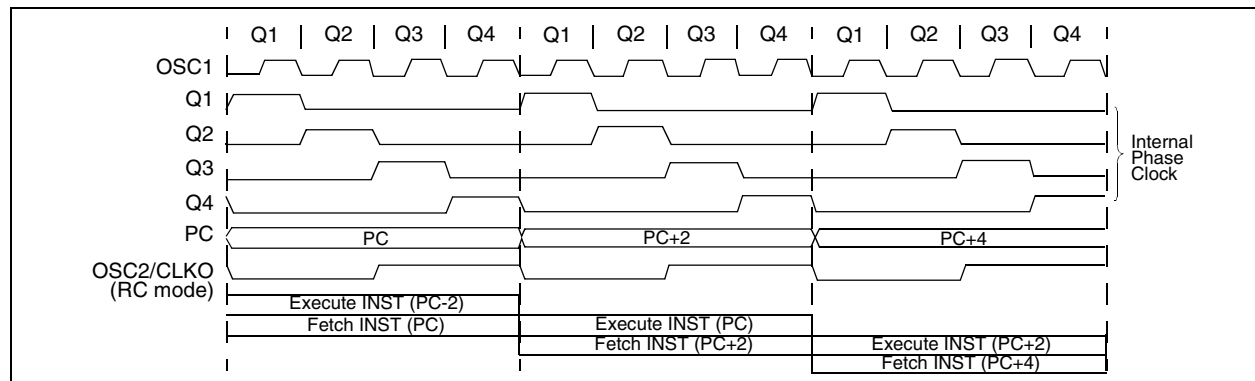 Q1 | Q2 | Q3 | Q4 | Q1 | Q2 | Q3 | Q4 | Q1 | Q2 | Q3 | Q4
OSC1
Q1
Q2
Q3
Q4
Internal
Phase
Clock
PC
PC PC+2 PC+4
OSC2/CLKO
(RC mode)
Execute INST (PC-2)
Fetch INST (PC) Execute INST (PC)
Fetch INST (PC+2) Execute INST (PC+2)
Fetch INST (PC+4)